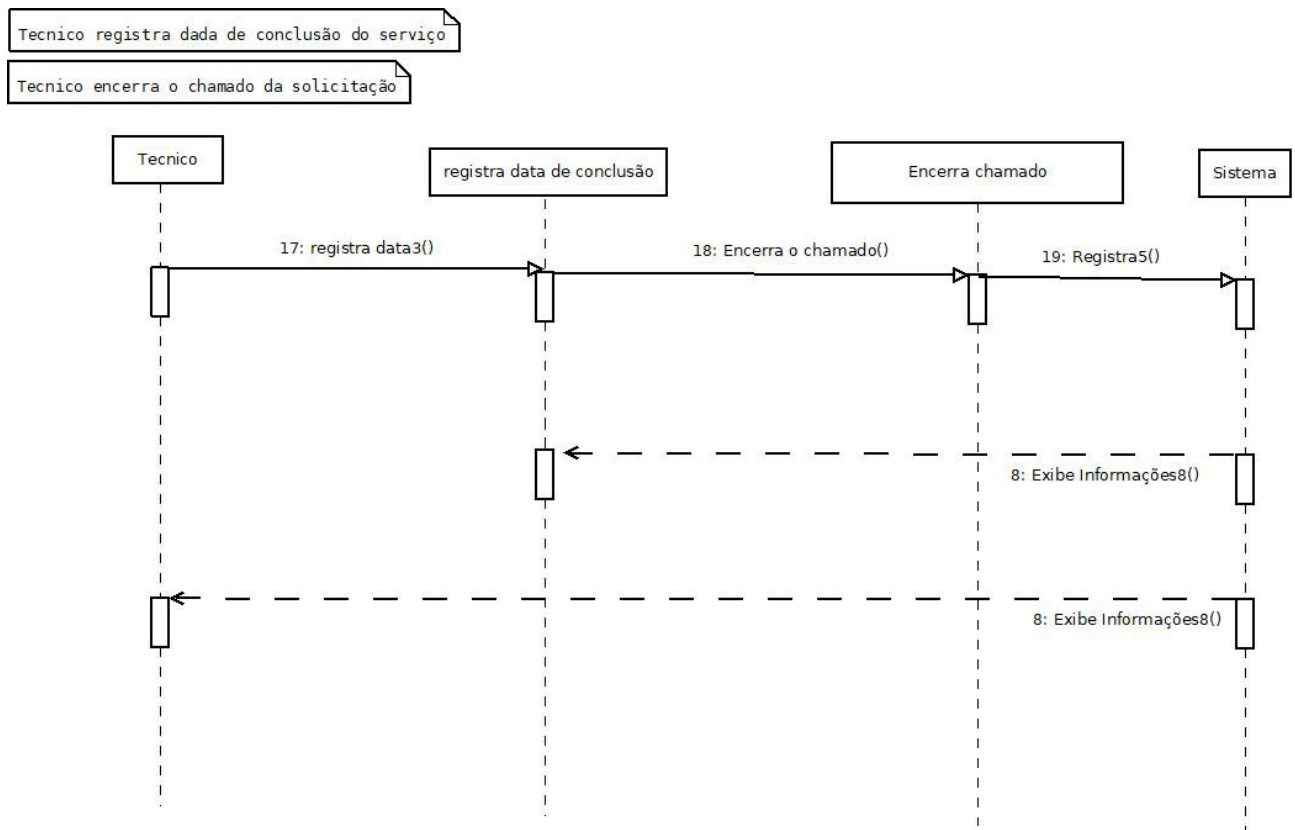 Tecnico registra dada de conclusão do serviço
Tecnico encerra o chamado da solicitação
Tecnico
registra data de conclusão
Encerra chamado
Sistema
17: registra data3()
18: Encerra o chamado()
19: Registra5()
8: Exibe Informações8()
8: Exibe Informações8()